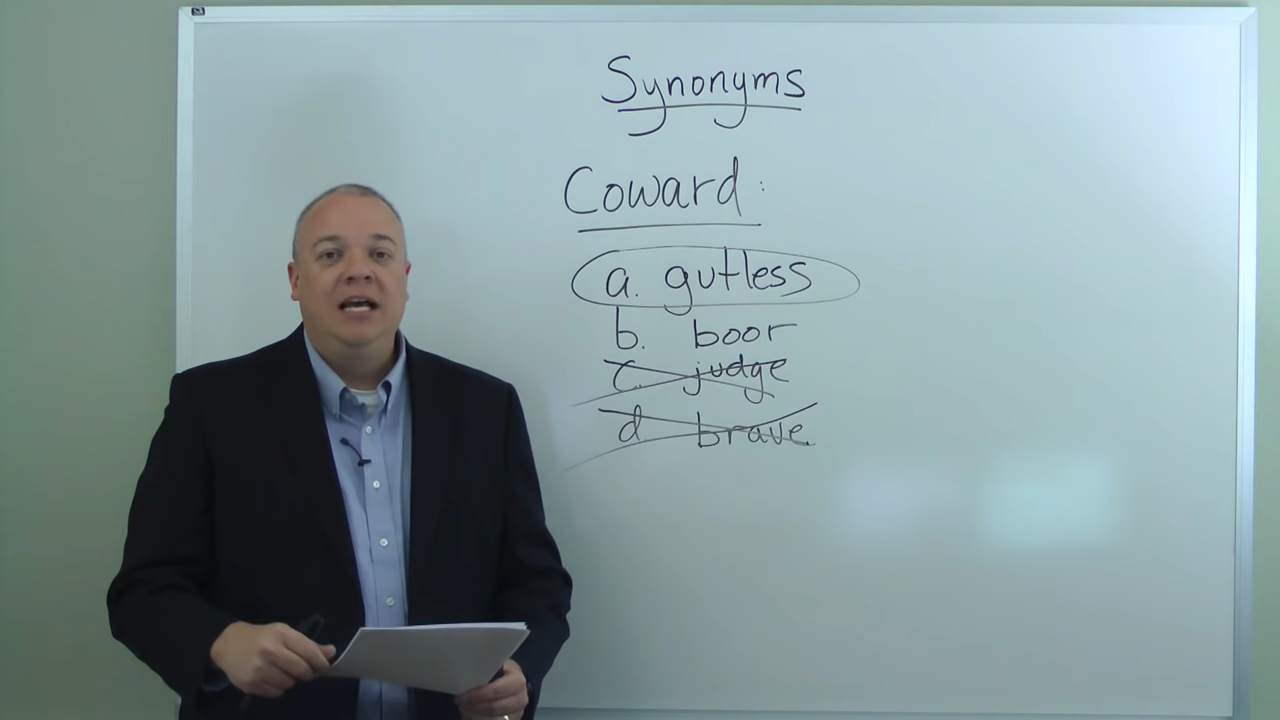 Synonyms
Coward:
a. gutless
b. boor
c. judge
d brave